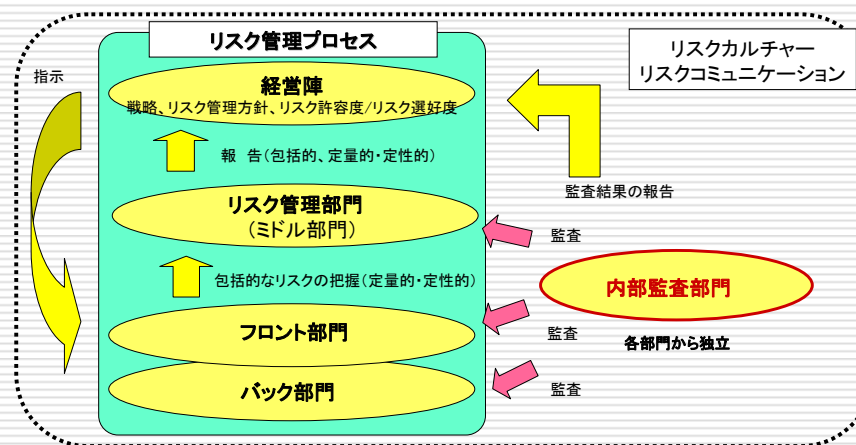 リスク管理プロセス
リスクカルチャー
リスクコミュニケーション
指示
経営陣
戦略、リスク管理方針、リスク許容度/リスク選好度
報 告(包括的、定量的・定性的)
監査結果の報告
リスク管理部門
(ミドル部門)
監査
包括的なリスクの把握(定量的・定性的)
内部監査部門
フロント部門
監査
各部門から独立
バック部門
監査